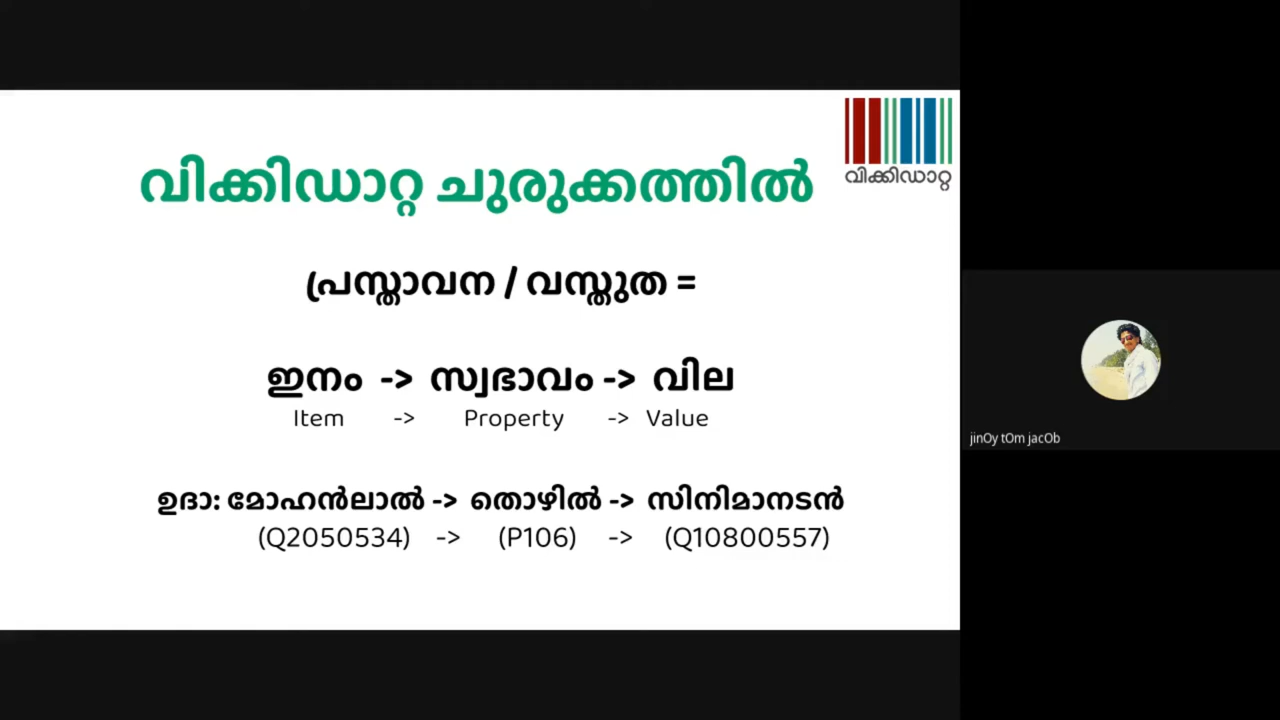 വിക്കിഡാറ്റ
വിക്കിഡാറ്റ ചുരുക്കത്തിൽ
പ്രസ്താവന / വസ്തുത =
ഇനം -> സ്വഭാവം -> വില
Item -> Property -> Value
ഉദാ: മോഹൻലാൽ -> തൊഴിൽ -> സിനിമാനടൻ
(Q2050534) -> (P106) -> (Q10800557)
jinOy tOm jacOb